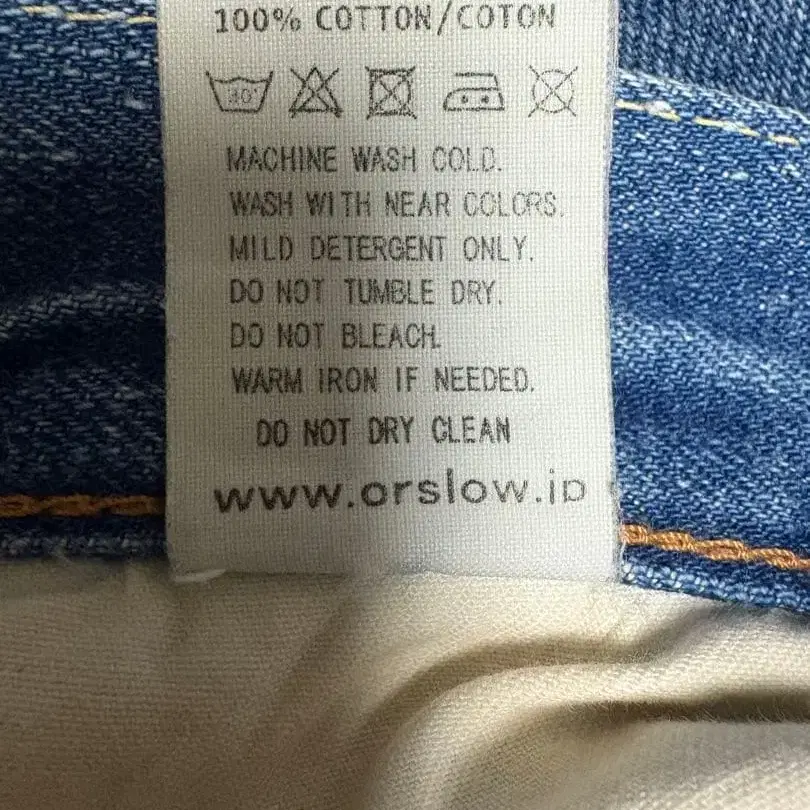 100% COTTON/COTON
30°
MACHINE WASH COLD.
WASH WITH NEAR COLORS.
MILD DETERGENT ONLY.
DO NOT TUMBLE DRY.
DO NOT BLEACH.
WARM IRON IF NEEDED.
DO NOT DRY CLEAN
www.orslow.jp